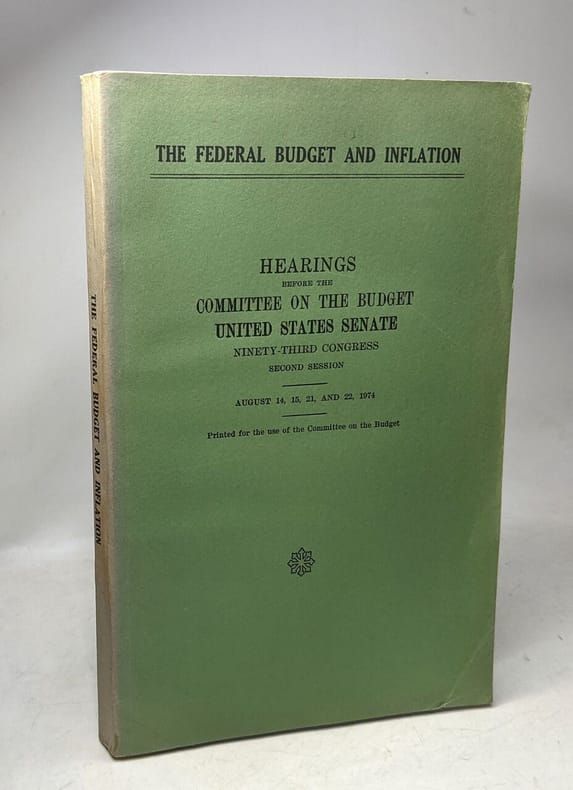 THE FEDERAL BUDGET AND INFLATION
HEARINGS
BEFORE THE
COMMITTEE ON THE BUDGET
UNITED STATES SENATE
NINETY-THIRD CONGRESS
SECOND SESSION
AUGUST 14, 15, 21, AND 22, 1974
Printed for the use of the Committee on the Budget
THE FEDERAL BUDGET AND INFLATION